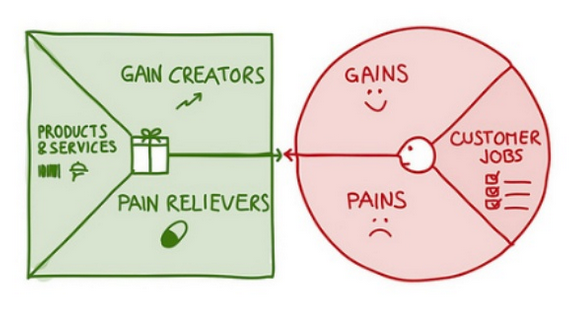 GAIN CREATORS
PRODUCTS
& SERVICES
PAIN RELIEVERS
GAINS
CUSTOMER
JOBS
PAINS